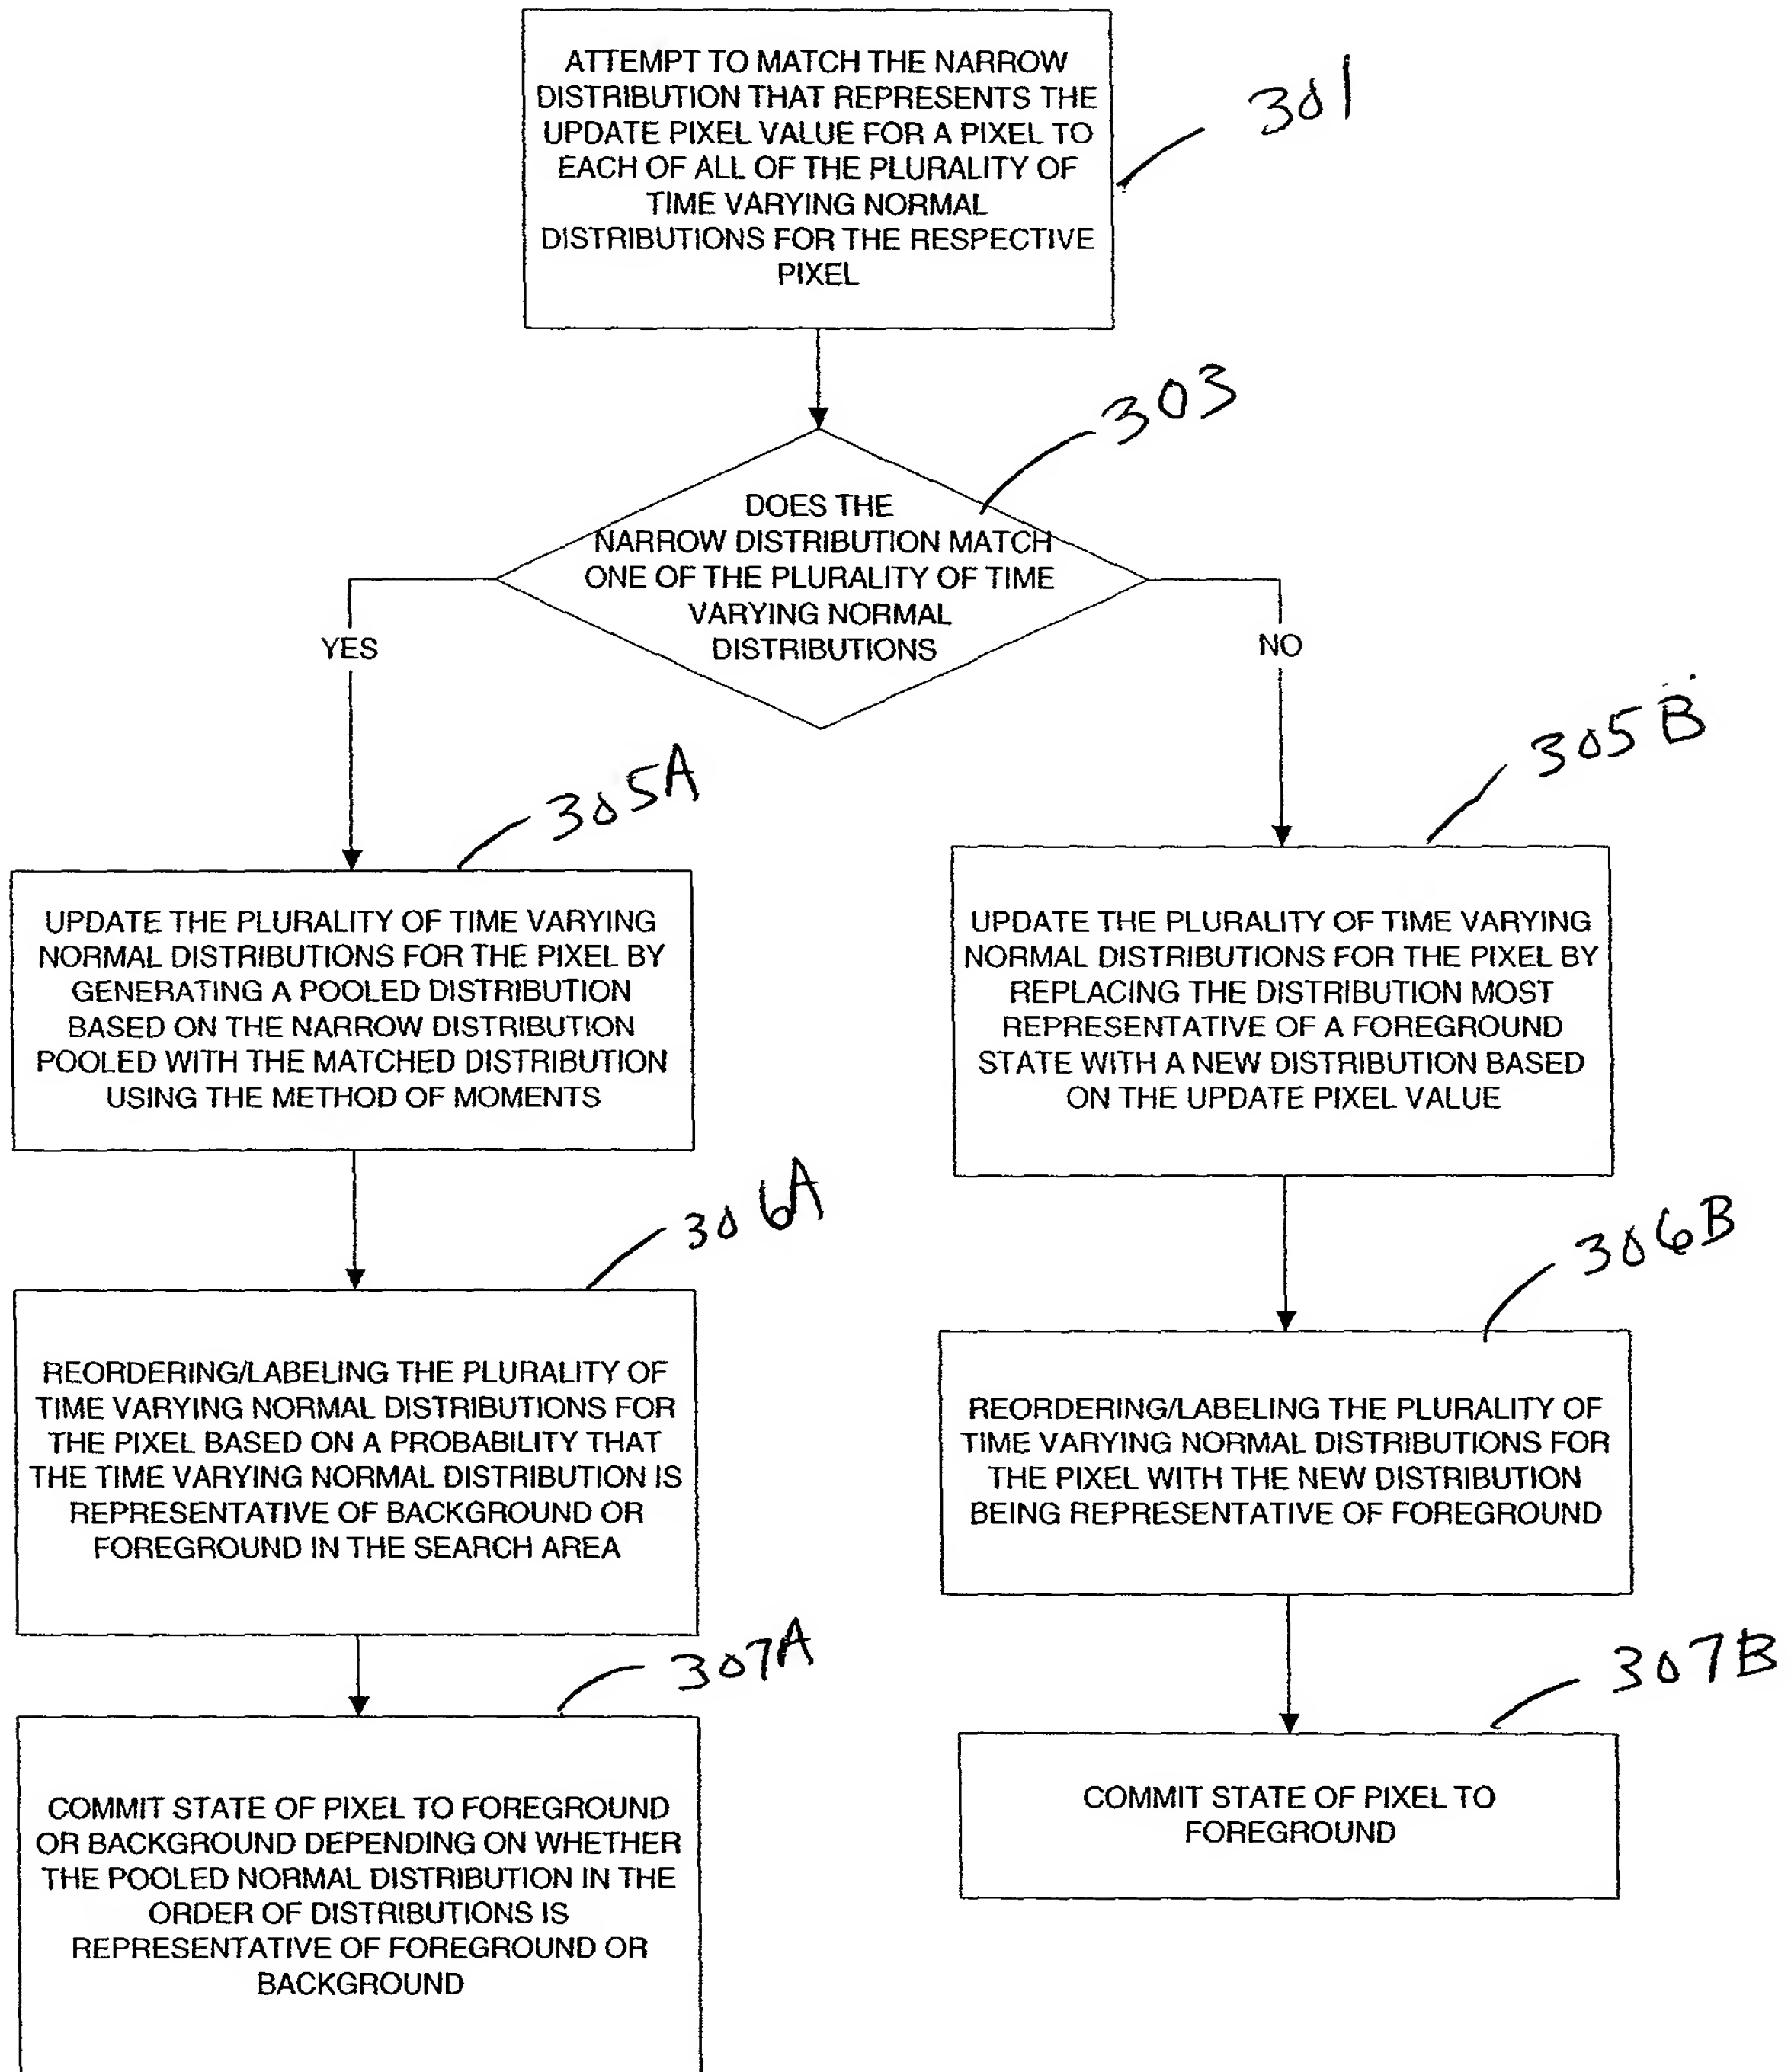 ATTEMPT TO MATCH THE NARROW
DISTRIBUTION THAT REPRESENTS THE
UPDATE PIXEL VALUE FOR A PIXEL TO
EACH OF ALL OF THE PLURALITY OF
TIME VARYING NORMAL
DISTRIBUTIONS FOR THE RESPECTIVE
PIXEL
301
303
DOES THE
NARROW DISTRIBUTION MATCH
ONE OF THE PLURALITY OF TIME
VARYING NORMAL
DISTRIBUTIONS
YES
NO
305A
UPDATE THE PLURALITY OF TIME VARYING
NORMAL DISTRIBUTIONS FOR THE PIXEL BY
GENERATING A POOLED DISTRIBUTION
BASED ON THE NARROW DISTRIBUTION
POOLED WITH THE MATCHED DISTRIBUTION
USING THE METHOD OF MOMENTS
305B
UPDATE THE PLURALITY OF TIME VARYING
NORMAL DISTRIBUTIONS FOR THE PIXEL BY
REPLACING THE DISTRIBUTION MOST
REPRESENTATIVE OF A FOREGROUND
STATE WITH A NEW DISTRIBUTION BASED
ON THE UPDATE PIXEL VALUE
306A
REORDERING/LABELING THE PLURALITY OF
TIME VARYING NORMAL DISTRIBUTIONS FOR
THE PIXEL BASED ON A PROBABILITY THAT
THE TIME VARYING NORMAL DISTRIBUTION IS
REPRESENTATIVE OF BACKGROUND OR
FOREGROUND IN THE SEARCH AREA
306B
REORDERING/LABELING THE PLURALITY OF
TIME VARYING NORMAL DISTRIBUTIONS FOR
THE PIXEL WITH THE NEW DISTRIBUTION
BEING REPRESENTATIVE OF FOREGROUND
307A
COMMIT STATE OF PIXEL TO FOREGROUND
OR BACKGROUND DEPENDING ON WHETHER
THE POOLED NORMAL DISTRIBUTION IN THE
ORDER OF DISTRIBUTIONS IS
REPRESENTATIVE OF FOREGROUND OR
BACKGROUND
307B
COMMIT STATE OF PIXEL TO
FOREGROUND